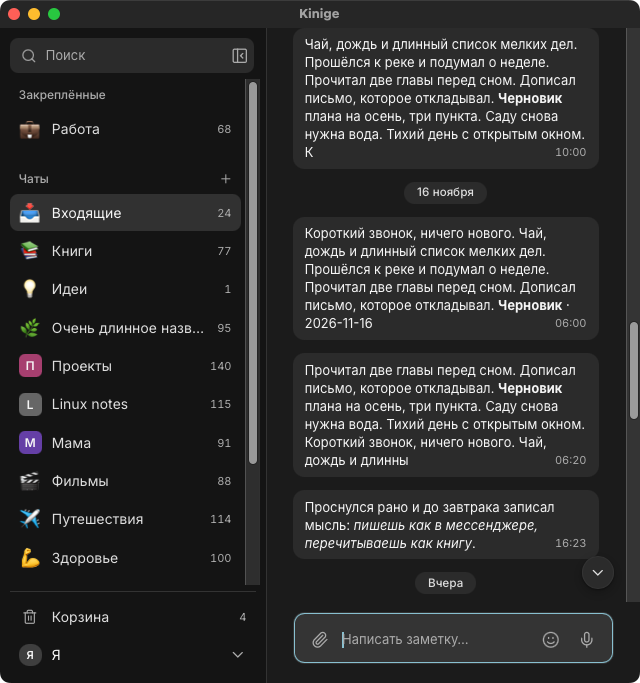 Kinige
Поиск
Закреплённые
Работа 68
Чаты
Входящие 24
Книги 77
Идеи 1
Очень длинное назв... 95
П Проекты 140
L Linux notes 115
М Мама 91
Фильмы 88
Путешествия 114
Здоровье 100
Корзина 4
Я Я
Чай, дождь и длинный список мелких дел.
Прошёлся к реке и подумал о неделе.
Прочитал две главы перед сном. Дописал
письмо, которое откладывал. Черновик
плана на осень, три пункта. Саду снова
нужна вода. Тихий день с открытым окном.
К 10:00
16 ноября
Короткий звонок, ничего нового. Чай,
дождь и длинный список мелких дел.
Прошёлся к реке и подумал о неделе.
Прочитал две главы перед сном. Дописал
письмо, которое откладывал. Черновик ·
2026-11-16 06:00
Прочитал две главы перед сном. Дописал
письмо, которое откладывал. Черновик
плана на осень, три пункта. Саду снова
нужна вода. Тихий день с открытым окном.
Короткий звонок, ничего нового. Чай,
дождь и длинны 06:20
Проснулся рано и до завтрака записал
мысль: пишешь как в мессенджере,
перечитываешь как книгу. 16:23
Вчера
Написать заметку...